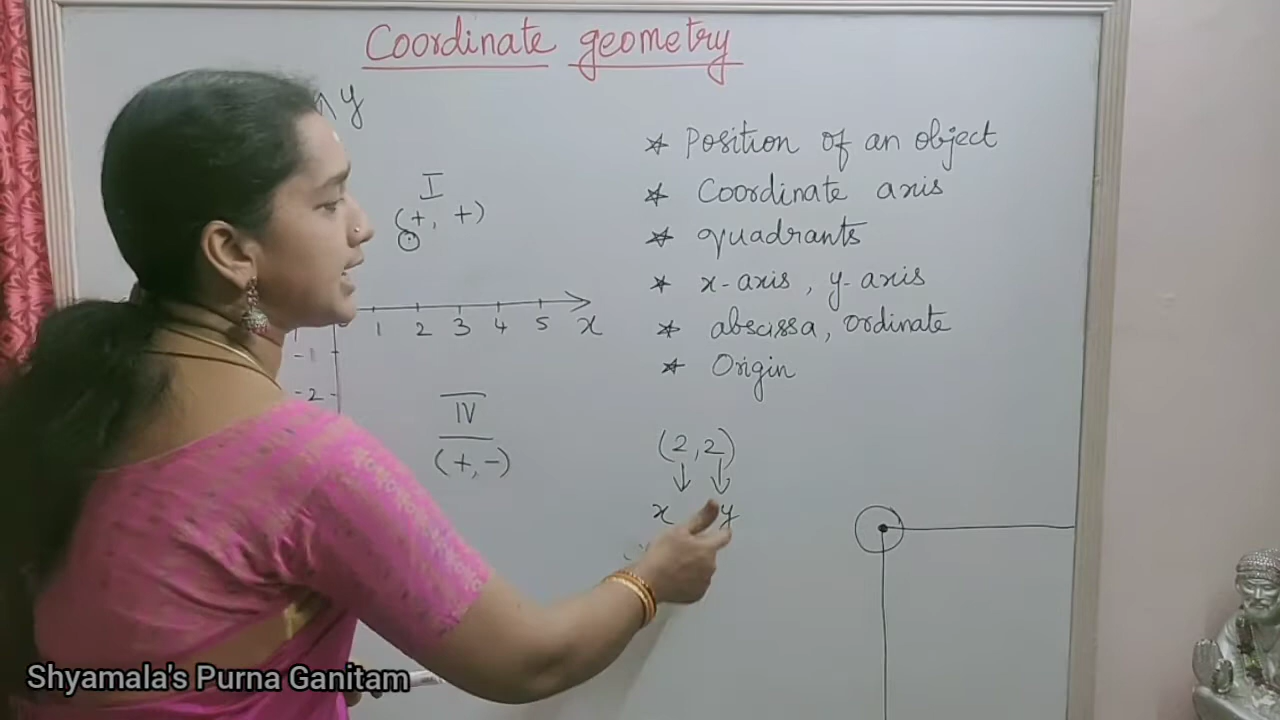 Coordinate geometry
y
I
(+, +)
1 2 3 4 5 x
-1
-2
IV
(+, -)
* Position of an object
* Coordinate axis
* quadrants
* x-axis, y-axis
* abscissa, ordinate
* Origin
(2, 2)
x y
Shyamala's Purna Ganitam